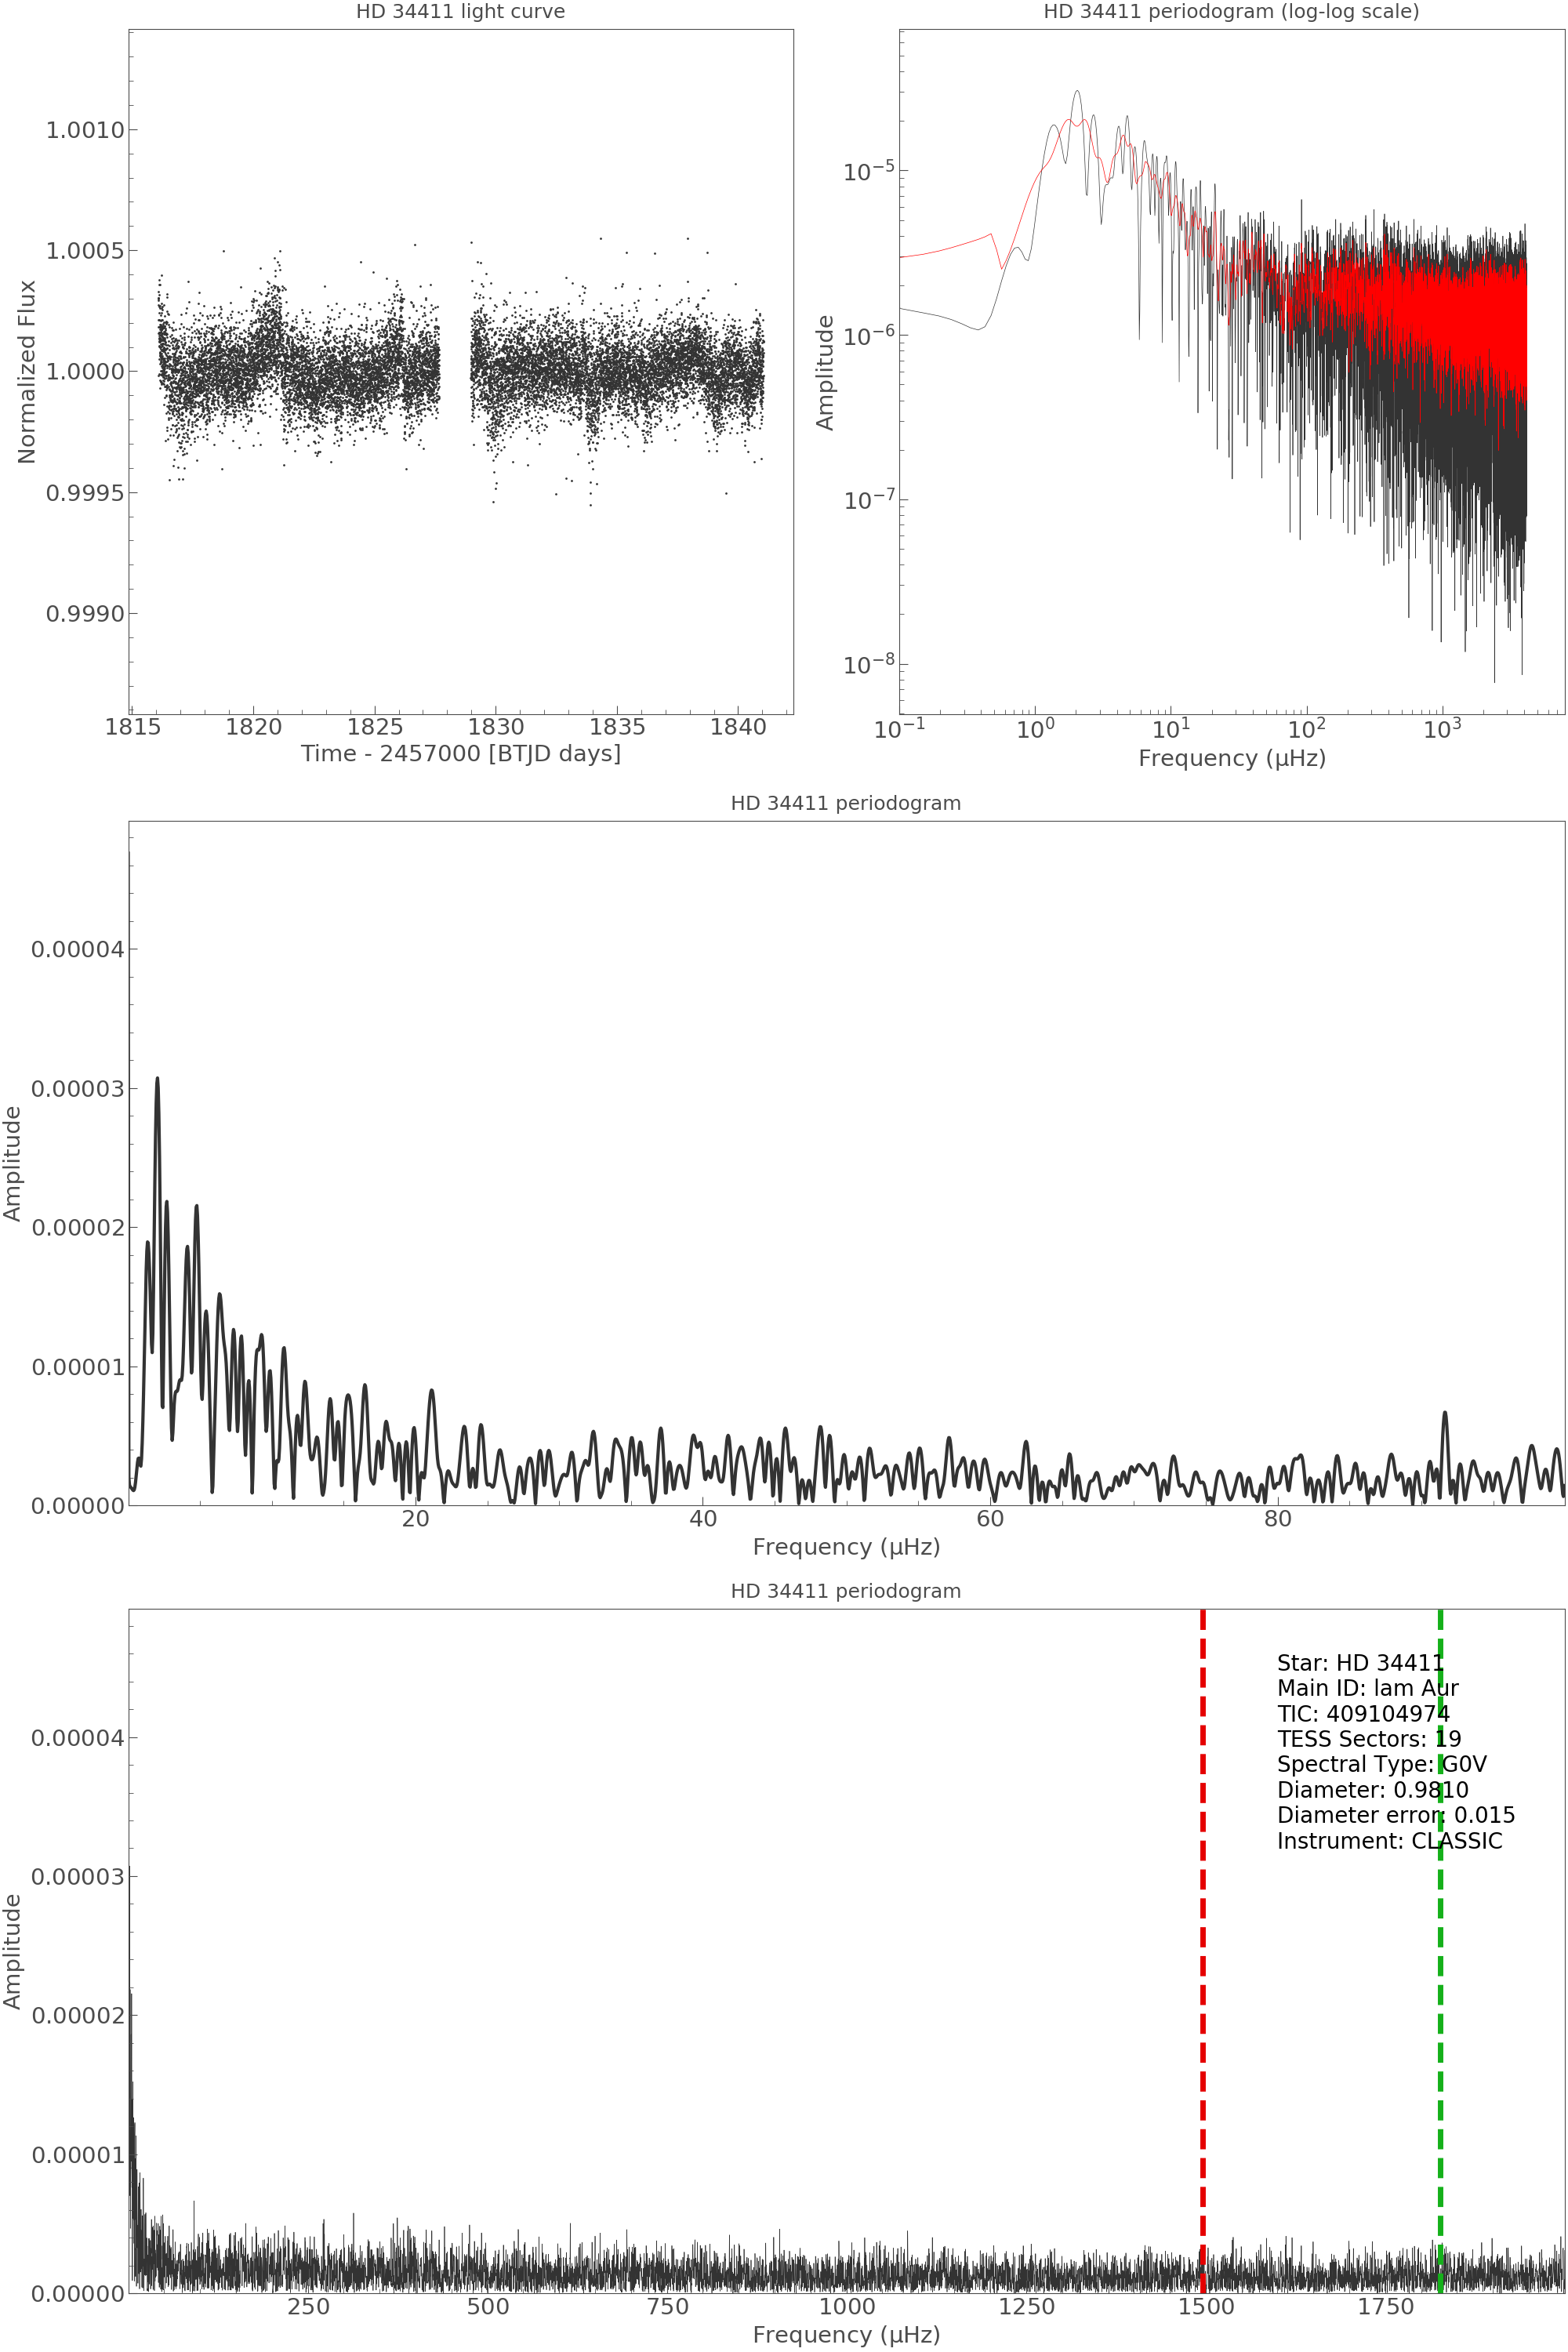 HD 34411 light curve
1.0010
1.0005
1.0000
0.9995
0.9990
Normalized Flux
1815 1820 1825 1830 1835 1840
Time - 2457000 [BTJD days]
HD 34411 periodogram (log-log scale)
10⁻⁵
10⁻⁶
10⁻⁷
10⁻⁸
Amplitude
10⁻¹ 10⁰ 10¹ 10² 10³
Frequency (μHz)
HD 34411 periodogram
0.00004
0.00003
0.00002
0.00001
0.00000
Amplitude
20 40 60 80
Frequency (μHz)
HD 34411 periodogram
0.00004
0.00003
0.00002
0.00001
0.00000
Amplitude
Star: HD 34411
Main ID: lam Aur
TIC: 409104974
TESS Sectors: 19
Spectral Type: G0V
Diameter: 0.9810
Diameter error: 0.015
Instrument: CLASSIC
250 500 750 1000 1250 1500 1750
Frequency (μHz)